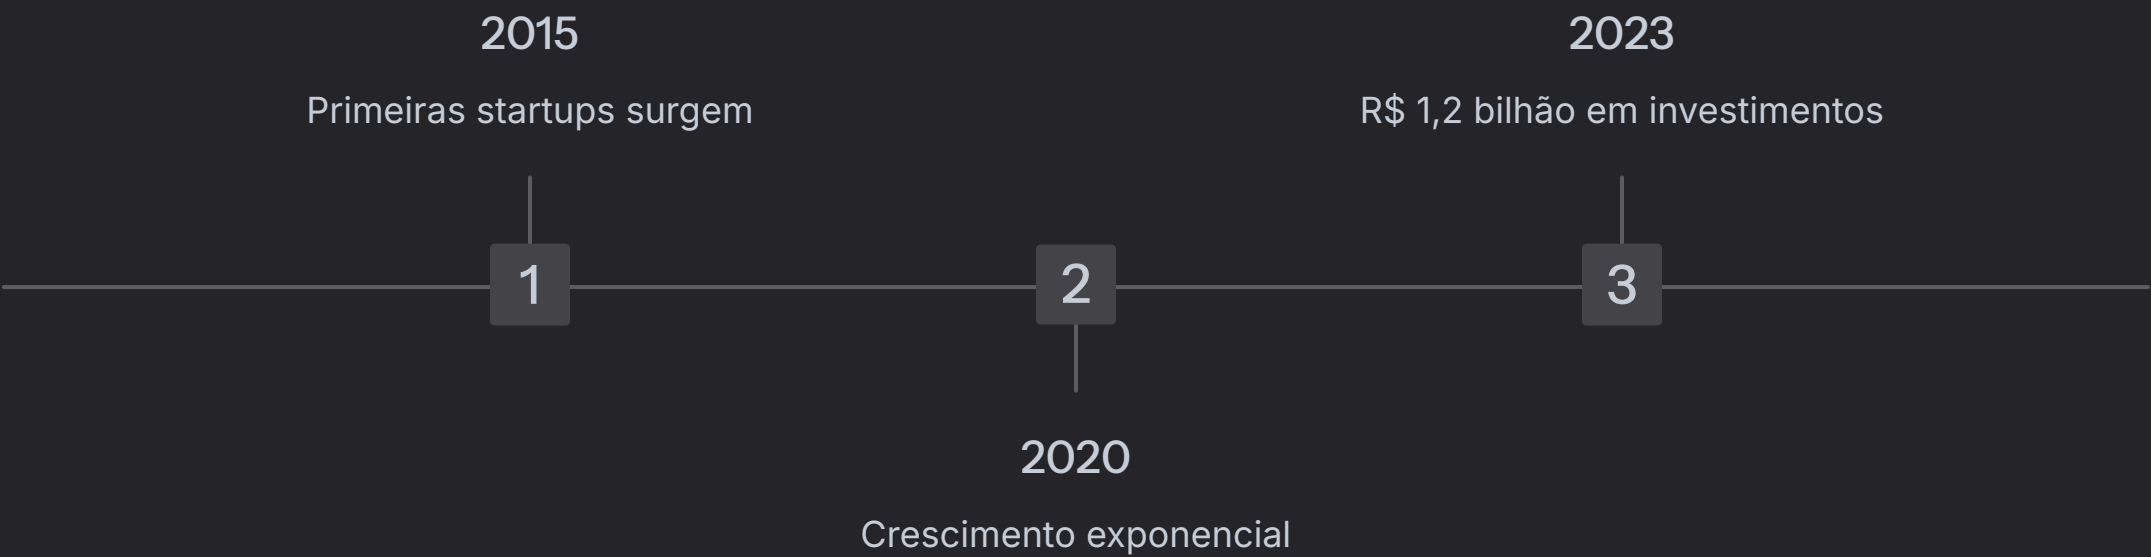 2015
Primeiras startups surgem
2023
R$ 1,2 bilhão em investimentos
1
2
3
2020
Crescimento exponencial